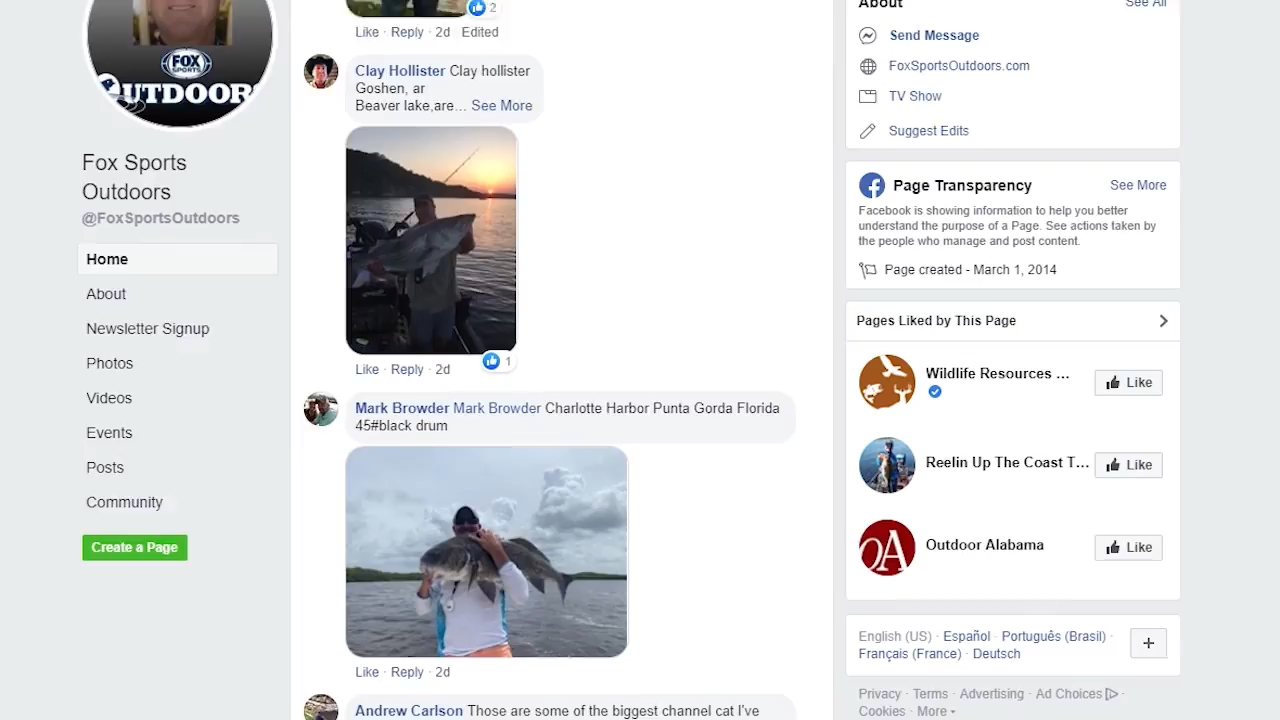 FOX
SPORTS
OUTDOORS
Fox Sports
Outdoors
@FoxSportsOutdoors
Home
About
Newsletter Signup
Photos
Videos
Events
Posts
Community
Create a Page
2
Like · Reply · 2d Edited
Clay Hollister Clay hollister
Goshen, ar
Beaver lake,are... See More
1
Like · Reply · 2d
Mark Browder Mark Browder Charlotte Harbor Punta Gorda Florida
45#black drum
Like · Reply · 2d
Andrew Carlson Those are some of the biggest channel cat I've
About
See All
Send Message
FoxSportsOutdoors.com
TV Show
Suggest Edits
Page Transparency
See More
Facebook is showing information to help you better
understand the purpose of a Page. See actions taken by
the people who manage and post content.
Page created - March 1, 2014
Pages Liked by This Page
Wildlife Resources ...
Like
Reelin Up The Coast T...
Like
OA
Outdoor Alabama
Like
English (US) · Español · Português (Brasil) ·
Français (France) · Deutsch
+
Privacy · Terms · Advertising · Ad Choices ·
Cookies · More